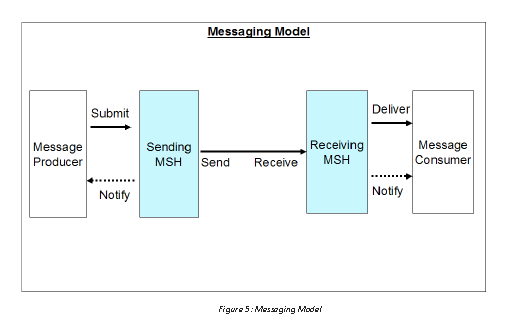 Messaging Model
Submit
Deliver
Message
Producer
Sending
MSH
Send
Receive
Receiving
MSH
Message
Consumer
Notify
Notify
Figure 5: Messaging Model